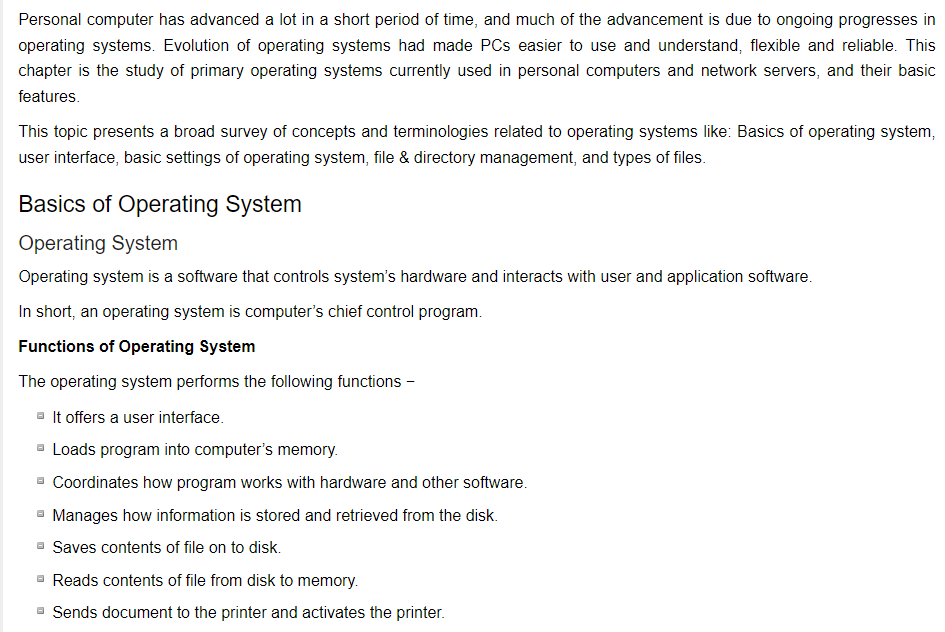 Personal computer has advanced a lot in a short period of time, and much of the advancement is due to ongoing progresses in
operating systems. Evolution of operating systems had made PCs easier to use and understand, flexible and reliable. This
chapter is the study of primary operating systems currently used in personal computers and network servers, and their basic
features.
This topic presents a broad survey of concepts and terminologies related to operating systems like: Basics of operating system,
user interface, basic settings of operating system, file & directory management, and types of files.
Basics of Operating System
Operating System
Operating system is a software that controls system’s hardware and interacts with user and application software.
In short, an operating system is computer’s chief control program.
Functions of Operating System
The operating system performs the following functions −
It offers a user interface.
Loads program into computer’s memory.
Coordinates how program works with hardware and other software.
Manages how information is stored and retrieved from the disk.
Saves contents of file on to disk.
Reads contents of file from disk to memory.
Sends document to the printer and activates the printer.